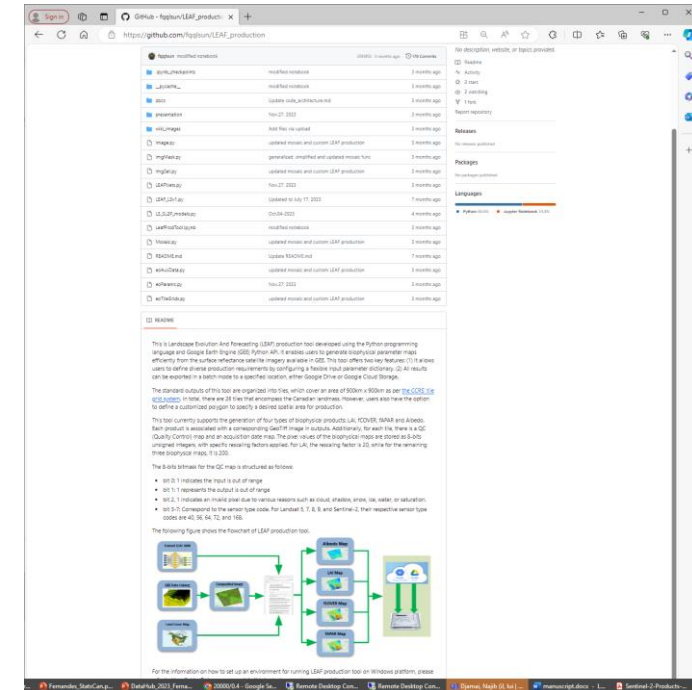 Sign in
GitHub - fqqlsun/LEAF_producti
https://github.com/fqqlsun/LEAF_production
fqqlsun modified notebook
3 months ago
No description, website, or topics provided.
.ipynb_checkpoints modified notebook 3 months ago
Readme
__pycache__ modified notebook 3 months ago
Activity
docs Update code_architecture.md 3 months ago
2 stars
presentation Nov.27, 2023 3 months ago
2 watching
wiki_images Add files via upload 3 months ago
1 fork
Report repository
Image.py updated mosaic and custom LEAF production 3 months ago
ImgMask.py generalized, simplified and updated mosaic func 3 months ago
Releases
ImgSet.py updated mosaic and custom LEAF production 3 months ago
No releases published
LEAFNets.py Nov.27, 2023 3 months ago
Packages
LEAF_L2v1.py Updated to July 17, 2023 7 months ago
No packages published
LS_SL2P_models.py Oct.04-2023 4 months ago
LeafProdTool.ipynb modified notebook 3 months ago
Languages
Mosaic.py updated mosaic and custom LEAF production 3 months ago
README.md Update README.md 7 months ago
Python Jupyter Notebook
eoAuxData.py updated mosaic and custom LEAF production 3 months ago
eoParams.py Nov.27, 2023 3 months ago
eoTileGrids.py updated mosaic and custom LEAF production 3 months ago
README
This is Landscape Evolution And Forecasting (LEAF) production tool developed using the Python programming
language and Google Earth Engine (GEE) Python API. It enables users to generate biophysical parameter maps
efficiently from the surface reflectance satellite imagery available in GEE. This tool offers two key features: (1) It allows
users to define diverse production requirements by configuring a flexible input parameter dictionary. (2) All results
can be exported in a batch mode to a specified location, either Google Drive or Google Cloud Storage.
The standard outputs of this tool are organized into tiles, which cover an area of 900km x 900km as per the CCRS' tile
grid system. In total, there are 26 tiles that encompass the Canadian landmass. However, users also have the option
to define a customized polygon to specify a desired spatial area for production.
This tool currently supports the generation of four types of biophysical products: LAI, fCOVER, fAPAR and Albedo.
Each product is associated with a corresponding GeoTiff image in outputs. Additionally, for each tile, there is a QC
(Quality Control) map and an acquisition date map. The pixel values of the biophysical maps are stored as 8-bits
unsigned integers, with specific rescaling factors applied. For LAI, the rescaling factor is 20, while for the remaining
three biophysical maps, it is 200.
The 8-bits bitmask for the QC map is structured as follows:
bit 0: 1 indicates the input is out of range
bit 1: 1 represents the output is out of range
bit 2, 1 indicates an invalid pixel due to various reasons such as cloud, shadow, snow, ice, water, or saturation.
bit 3-7: Correspond to the sensor type code. For Landsat 5, 7, 8, 9, and Sentinel-2, their respective sensor type
codes are 40, 56, 64, 72, and 168.
The following figure shows the flowchart of LEAF production tool.
Albedo Map
LAI Map
fCOVER Map
fAPAR Map
Land Cover Map
For the information on how to set up an environment for running LEAF production tool on Windows platform, please
Fernandes_StatsCan.p...
DataHub_2023_Ferna...
20000/0.4 - Google Se...
Remote Desktop Con...
Remote Desktop Con...
Djamai, Najib (il, lui) ...
manuscript.docx - L...
Sentinel-2-Products-...